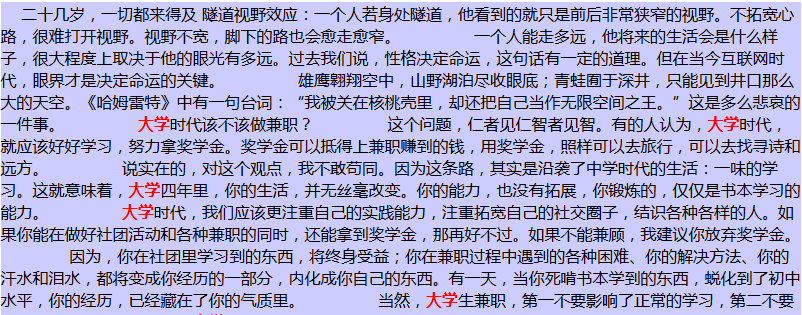 二十几岁，一切都来得及 隧道视野效应：一个人若身处隧道，他看到的就只是前后非常狭窄的视野。不拓宽心
路，很难打开视野。视野不宽，脚下的路也会愈走愈窄。 一个人能走多远，他将来的生活会是什么样
子，很大程度上取决于他的眼光有多远。过去我们说，性格决定命运，这句话有一定的道理。但在当今互联网时
代，眼界才是决定命运的关键。 雄鹰翱翔空中，山野湖泊尽收眼底；青蛙囿于深井，只能见到井口那么
大的天空。《哈姆雷特》中有一句台词：“我被关在核桃壳里，却还把自己当作无限空间之王。”这是多么悲哀的
一件事。 大学时代该不该做兼职？ 这个问题，仁者见仁智者见智。有的人认为，大学时代，
就应该好好学习，努力拿奖学金。奖学金可以抵得上兼职赚到的钱，用奖学金，照样可以去旅行，可以去找寻诗和
远方。 说实在的，对这个观点，我不敢苟同。因为这条路，其实是沿袭了中学时代的生活：一味的学
习。这就意味着，大学四年里，你的生活，并无丝毫改变。你的能力，也没有拓展，你锻炼的，仅仅是书本学习的
能力。 大学时代，我们应该更注重自己的实践能力，注重拓宽自己的社交圈子，结识各种各样的人。如
果你能在做好社团活动和各种兼职的同时，还能拿到奖学金，那再好不过。如果不能兼顾，我建议你放弃奖学金。
因为，你在社团里学习到的东西，将终身受益；你在兼职过程中遇到的各种困难、你的解决方法、你的
汗水和泪水，都将变成你经历的一部分，内化成你自己的东西。有一天，当你死啃书本学到的东西，蜕化到了初中
水平，你的经历，已经藏在了你的气质里。 当然，大学生兼职，第一不要影响了正常的学习，第二不要